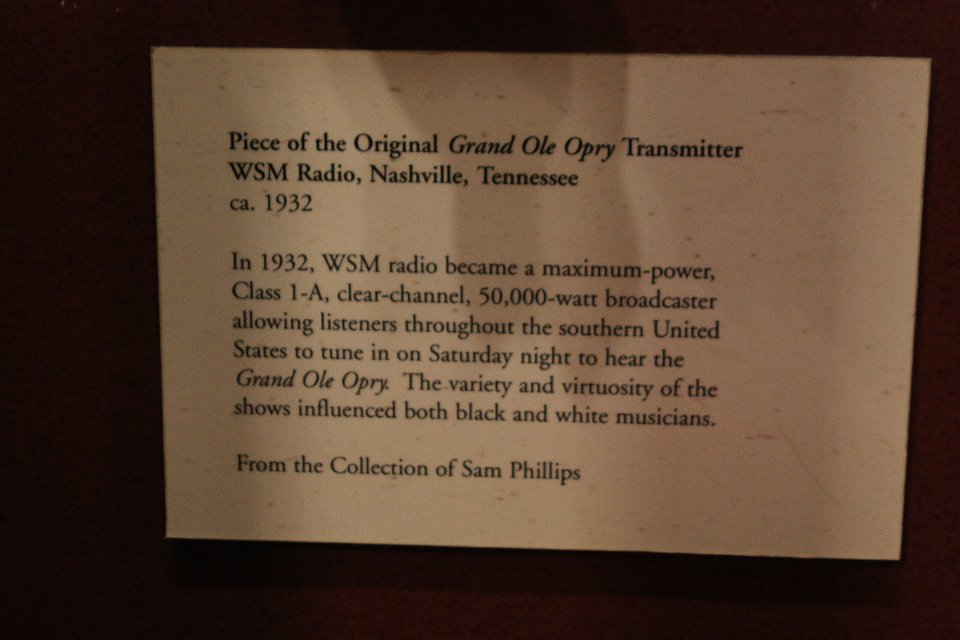 Piece of the Original Grand Ole Opry Transmitter
WSM Radio, Nashville, Tennessee
ca. 1932
In 1932, WSM radio became a maximum-power,
Class 1-A, clear-channel, 50,000-watt broadcaster
allowing listeners throughout the southern United
States to tune in on Saturday night to hear the
Grand Ole Opry. The variety and virtuosity of the
shows influenced both black and white musicians.
From the Collection of Sam Phillips